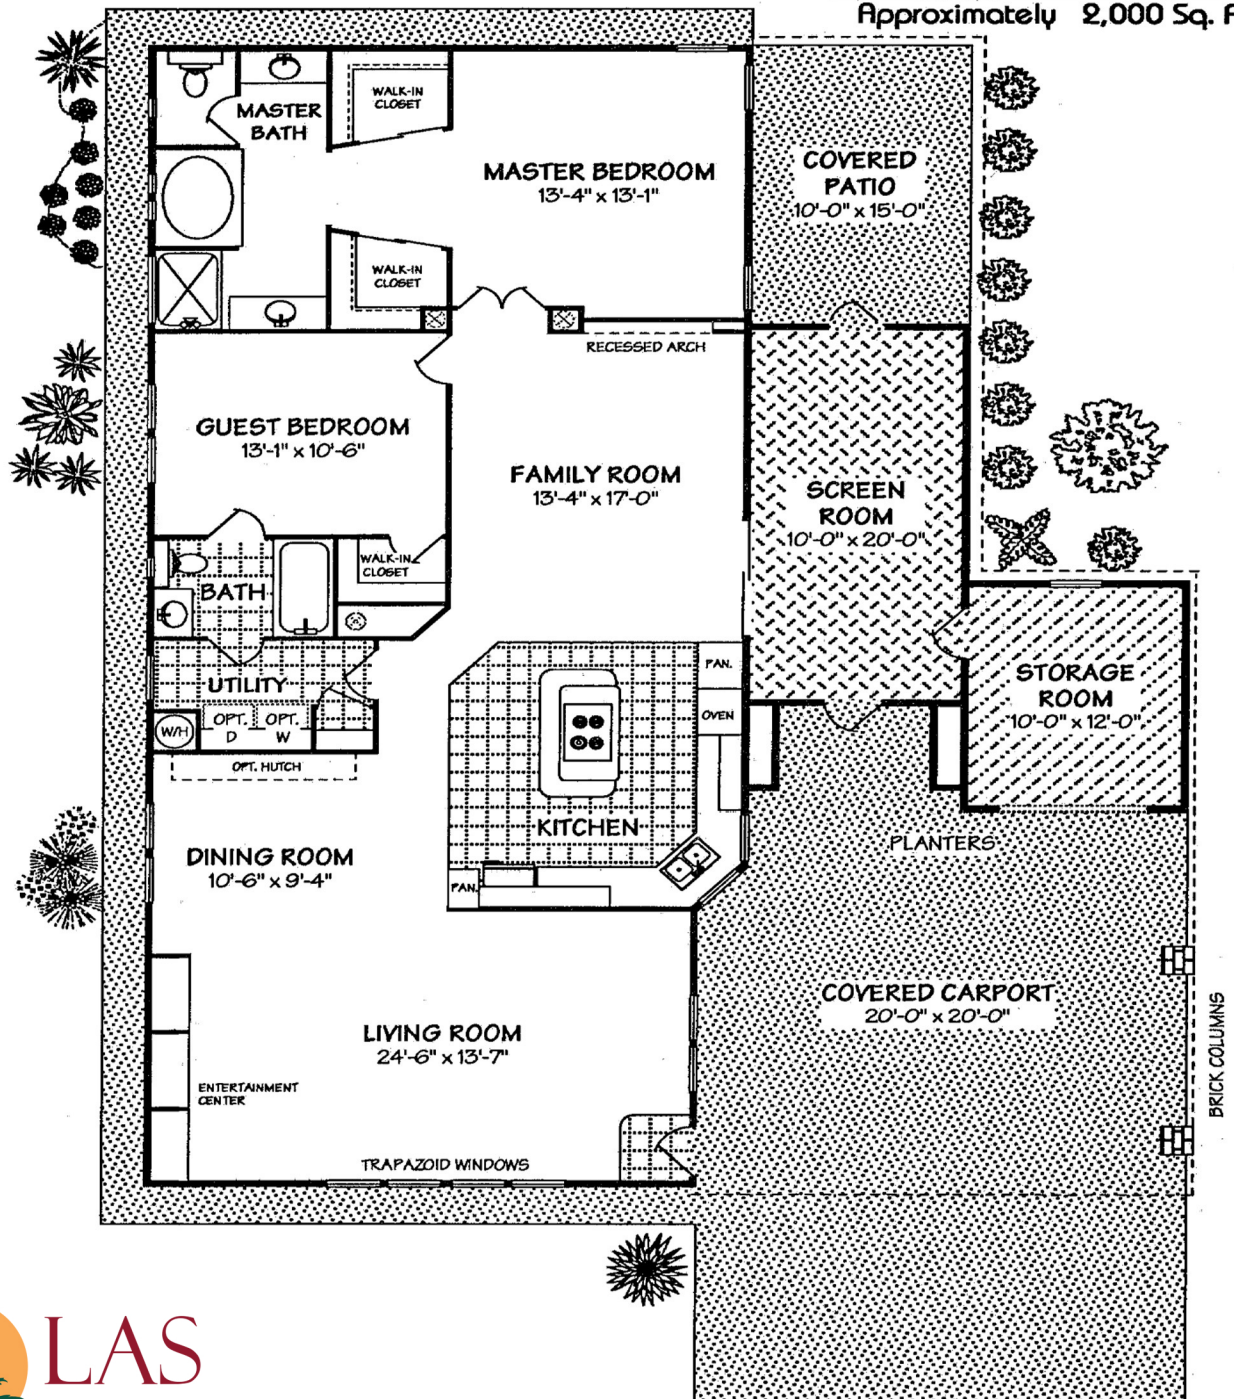 Approximately 2,000 Sq. F
WALK-IN
CLOSET
MASTER
BATH
MASTER BEDROOM
13'-4" x 13'-1"
COVERED
PATIO
10'-0" x 15'-0"
WALK-IN
CLOSET
RECESSED ARCH
GUEST BEDROOM
13'-1" x 10'-6"
FAMILY ROOM
13'-4" x 17'-0"
SCREEN
ROOM
10'-0" x 20'-0"
WALK-IN
CLOSET
BATH
UTILITY
PAN.
STORAGE
ROOM
10'-0" x 12'-0"
OVEN
W/H
OPT.
D
OPT.
W
OPT. HUTCH
KITCHEN
PLANTERS
DINING ROOM
10'-6" x 9'-4"
PAN.
COVERED CARPORT
20'-0" x 20'-0"
LIVING ROOM
24'-6" x 13'-7"
BRICK COLUMNS
ENTERTAINMENT
CENTER
TRAPAZOID WINDOWS
LAS